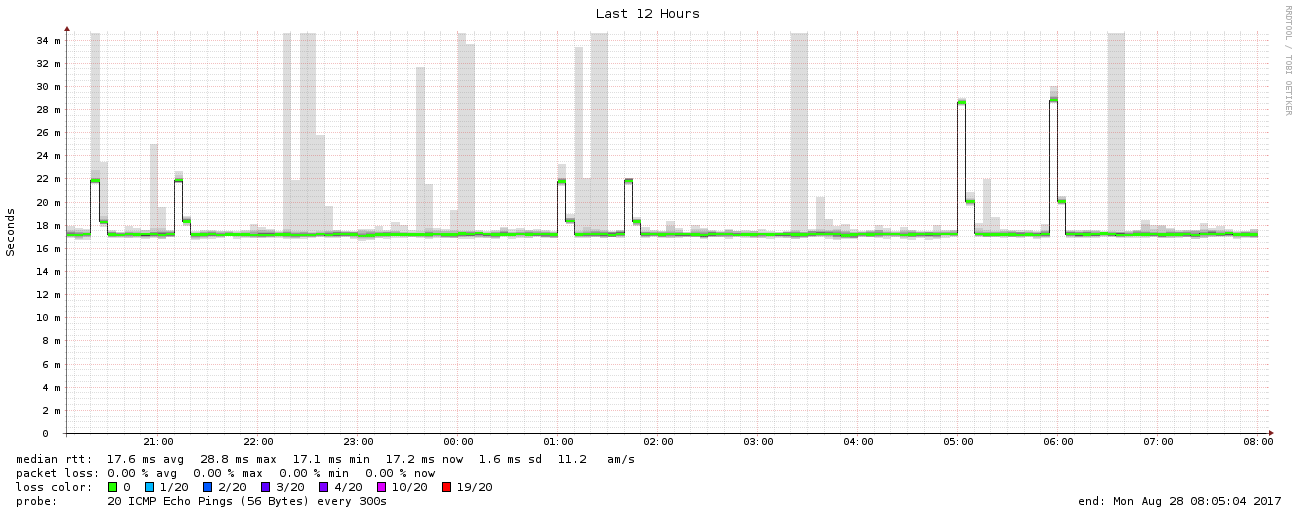 Last 12 Hours
RRDTOOL / TOBI OETIKER
Seconds
34 m
32 m
30 m
28 m
26 m
24 m
22 m
20 m
18 m
16 m
14 m
12 m
10 m
8 m
6 m
4 m
2 m
0
21:00 22:00 23:00 00:00 01:00 02:00 03:00 04:00 05:00 06:00 07:00 08:00
median rtt: 17.6 ms avg 28.8 ms max 17.1 ms min 17.2 ms now 1.6 ms sd 11.2 am/s
packet loss: 0.00 % avg 0.00 % max 0.00 % min 0.00 % now
loss color: 0 1/20 2/20 3/20 4/20 10/20 19/20
probe: 20 ICMP Echo Pings (56 Bytes) every 300s end: Mon Aug 28 08:05:04 2017